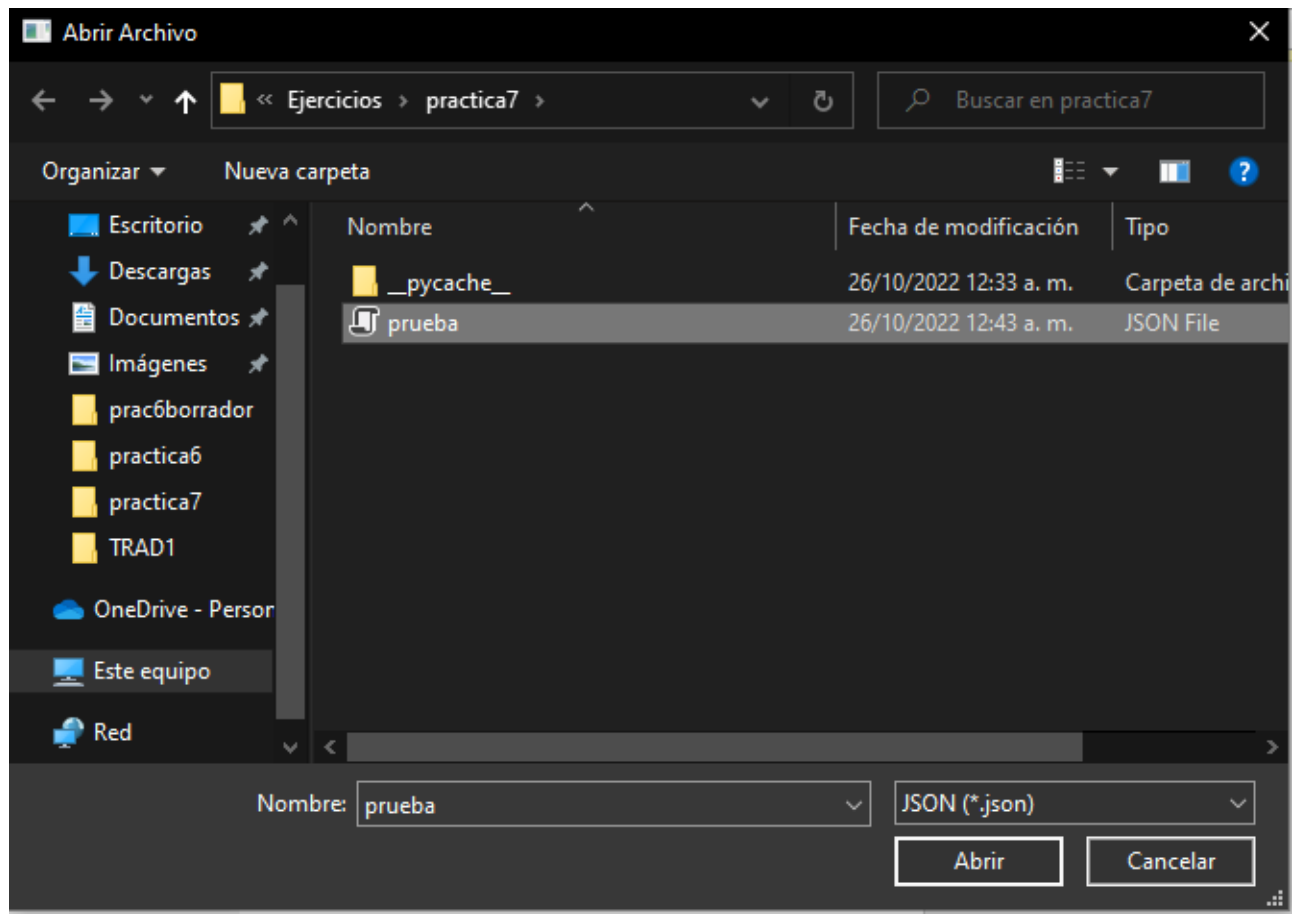 Abrir Archivo
« Ejercicios > practica7 >
Buscar en practica7
Organizar
Nueva carpeta
Escritorio
Descargas
Documentos
Imágenes
prac6borrador
practica6
practica7
TRAD1
OneDrive - Person
Este equipo
Red
Nombre Fecha de modificación Tipo
__pycache__ 26/10/2022 12:33 a. m. Carpeta de archi
prueba 26/10/2022 12:43 a. m. JSON File
Nombre: prueba JSON (*.json)
Abrir Cancelar